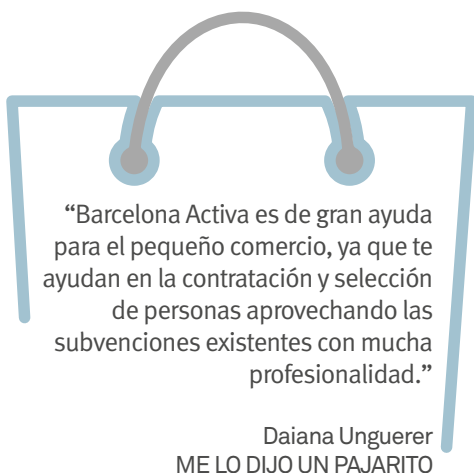 “Barcelona Activa es de gran ayuda
para el pequeño comercio, ya que te
ayudan en la contratación y selección
de personas aprovechando las
subvenciones existentes con mucha
profesionalidad.”
Daiana Unguerer
ME LO DIJO UN PAJARITO